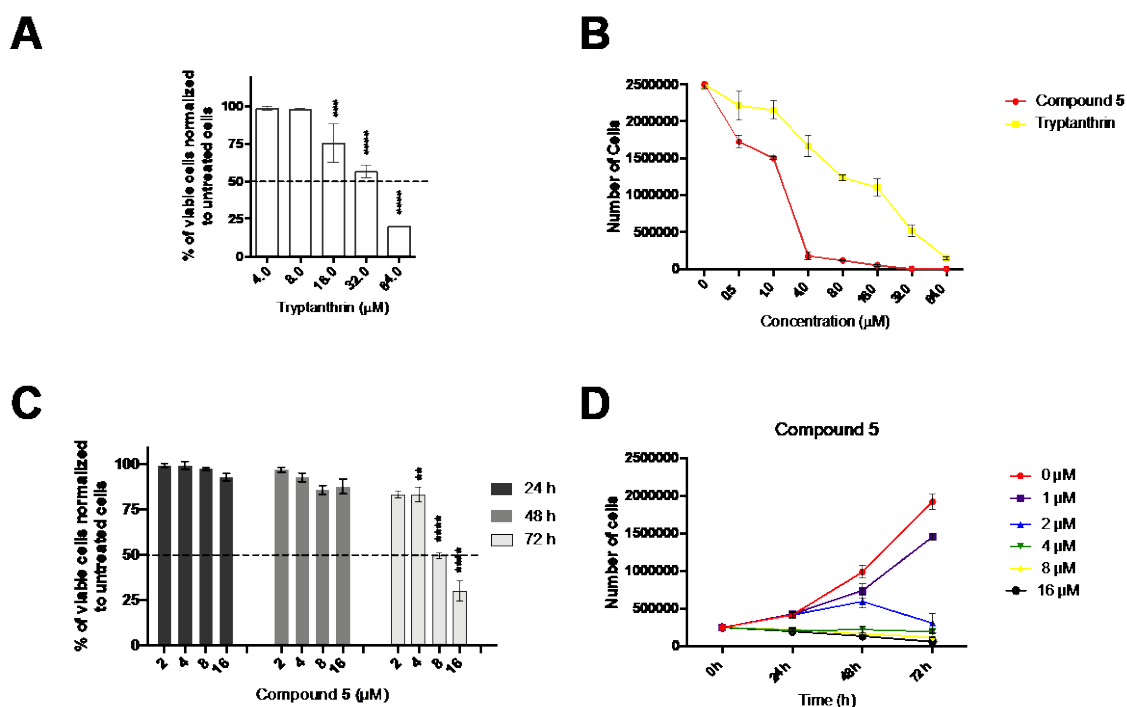 A
% of viable cells normalized
to untreated cells
100
75
50
25
0
***
****
****
4.0
8.0
16.0
32.0
64.0
Tryptanthrin (µM)
B
Number of Cells
2500000
2000000
1500000
1000000
500000
0
0
0.5
1.0
4.0
8.0
16.0
32.0
64.0
Concentration (µM)
Compound 5
Tryptanthrin
C
% of viable cells normalized
to untreated cells
100
75
50
25
0
**
****
****
2
4
8
16
2
4
8
16
2
4
8
16
Compound 5 (µM)
24 h
48 h
72 h
D
Compound 5
Number of cells
2500000
2000000
1500000
1000000
500000
0
0h
24h
48h
72h
Time (h)
0 µM
1 µM
2 µM
4 µM
8 µM
16 µM